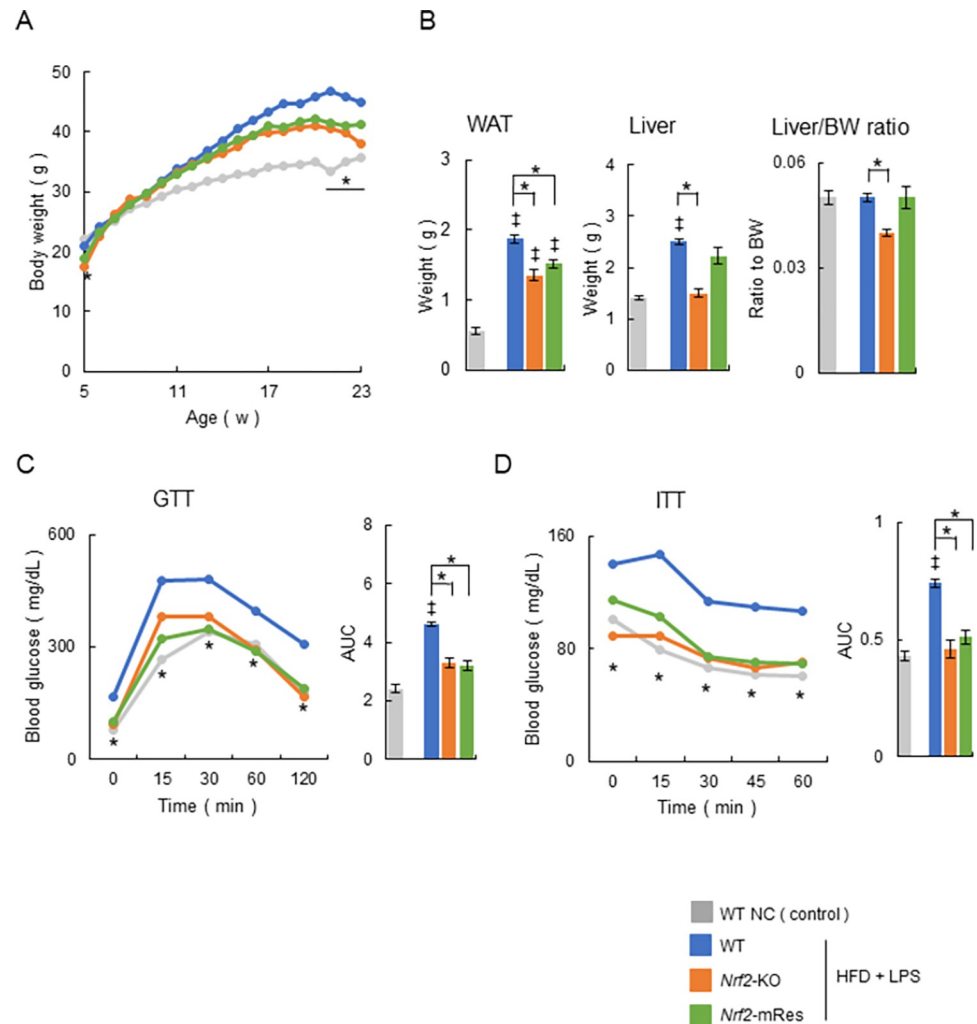 A
Body weight ( g )
50
40
30
20
10
0
*
*
5 11 17 23
Age ( w )
B
WAT
Weight ( g )
3
2
1
0
*
*
‡
‡ ‡
Liver
Weight ( g )
4
3
2
1
0
*
‡
Liver/BW ratio
Ratio to BW
0.06
0.03
0
*
C
GTT
Blood glucose ( mg/dL )
600
300
0
* * * * *
0 15 30 60 120
Time ( min )
AUC
8
6
4
2
0
*
*
‡
D
ITT
Blood glucose ( mg/dL )
160
80
0
* * * * *
0 15 30 45 60
Time ( min )
AUC
1
0.5
0
*
*
‡
WT NC ( control )
WT
Nrf2-KO
HFD + LPS
Nrf2-mRes